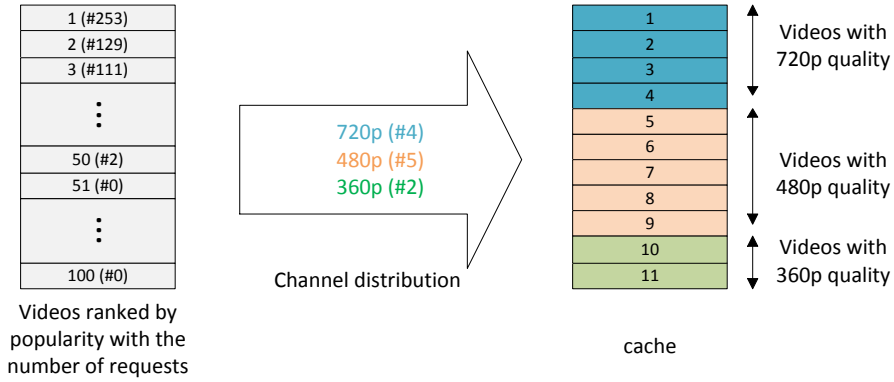 1 (#253)
2 (#129)
3 (#111)
50 (#2)
51 (#0)
100 (#0)
Videos ranked by
popularity with the
number of requests
720p (#4)
480p (#5)
360p (#2)
Channel distribution
1
2
3
4
5
6
7
8
9
10
11
cache
Videos with
720p quality
Videos with
480p quality
Videos with
360p quality